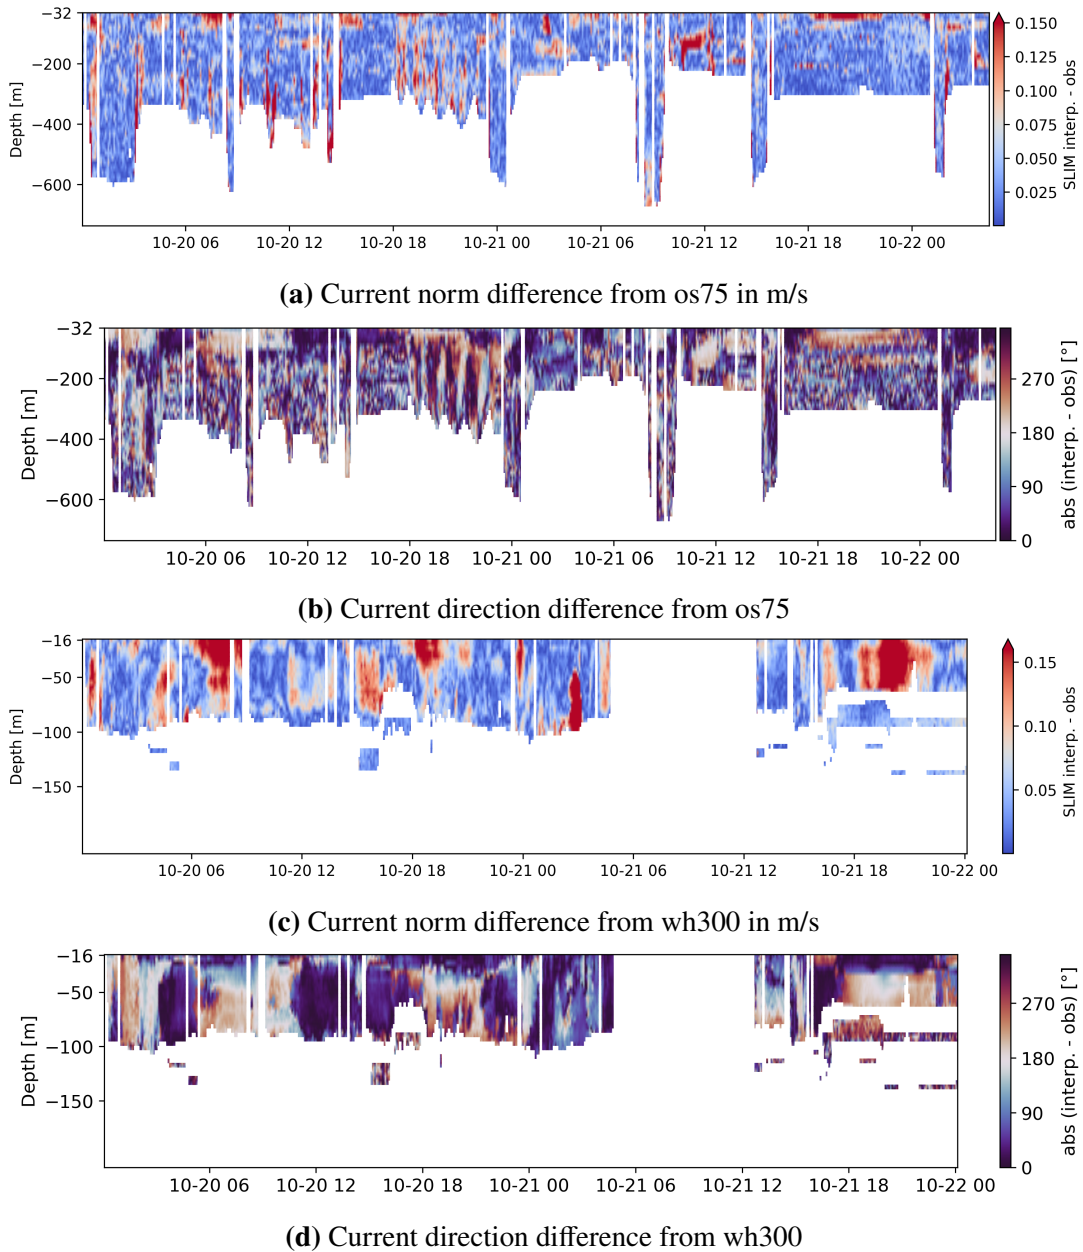 −32
−200
−400
−600
Depth [m]
10-20 06 10-20 12 10-20 18 10-21 00 10-21 06 10-21 12 10-21 18 10-22 00
0.150
0.125
0.100
0.075
0.050
0.025
SLIM interp. - obs
(a) Current norm difference from os75 in m/s
−32
−200
−400
−600
Depth [m]
10-20 06 10-20 12 10-20 18 10-21 00 10-21 06 10-21 12 10-21 18 10-22 00
270
180
90
0
abs (interp. - obs) [°]
(b) Current direction difference from os75
−16
−50
−100
−150
Depth [m]
10-20 06 10-20 12 10-20 18 10-21 00 10-21 06 10-21 12 10-21 18 10-22 00
0.15
0.10
0.05
SLIM interp. - obs
(c) Current norm difference from wh300 in m/s
−16
−50
−100
−150
Depth [m]
10-20 06 10-20 12 10-20 18 10-21 00 10-21 06 10-21 12 10-21 18 10-22 00
270
180
90
0
abs (interp. - obs) [°]
(d) Current direction difference from wh300